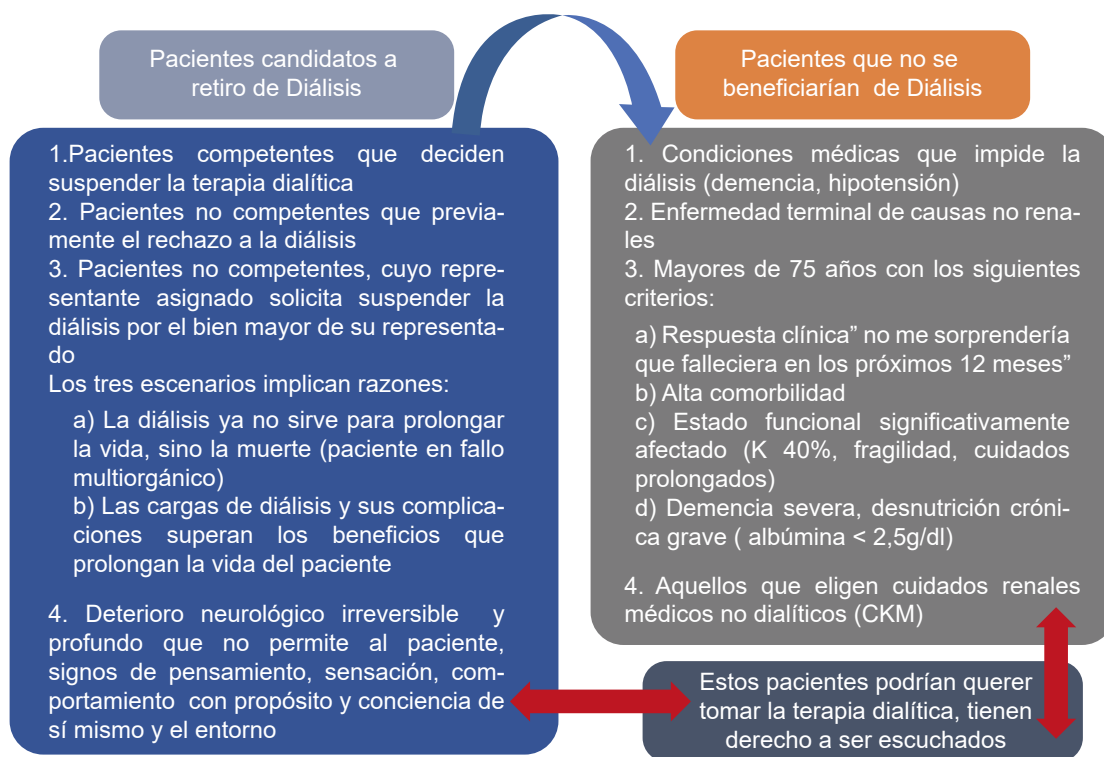 Pacientes candidatos a
retiro de Diálisis
1.Pacientes competentes que deciden
suspender la terapia dialítica
2. Pacientes no competentes que previa-
mente el rechazo a la diálisis
3. Pacientes no competentes, cuyo repre-
sentante asignado solicita suspender la
diálisis por el bien mayor de su representa-
do
Los tres escenarios implican razones:
a) La diálisis ya no sirve para prolongar
la vida, sino la muerte (paciente en fallo
multiorgánico)
b) Las cargas de diálisis y sus complica-
ciones superan los beneficios que
prolongan la vida del paciente
4. Deterioro neurológico irreversible y
profundo que no permite al paciente,
signos de pensamiento, sensación, com-
portamiento con propósito y conciencia de
sí mismo y el entorno
Pacientes que no se
beneficiarían de Diálisis
1. Condiciones médicas que impide la
diálisis (demencia, hipotensión)
2. Enfermedad terminal de causas no rena-
les
3. Mayores de 75 años con los siguientes
criterios:
a) Respuesta clínica” no me sorprendería
que falleciera en los próximos 12 meses”
b) Alta comorbilidad
c) Estado funcional significativamente
afectado (K 40%, fragilidad, cuidados
prolongados)
d) Demencia severa, desnutrición cróni-
ca grave ( albúmina < 2,5g/dl)
4. Aquellos que eligen cuidados renales
médicos no dialíticos (CKM)
Estos pacientes podrían querer
tomar la terapia dialítica, tienen
derecho a ser escuchados